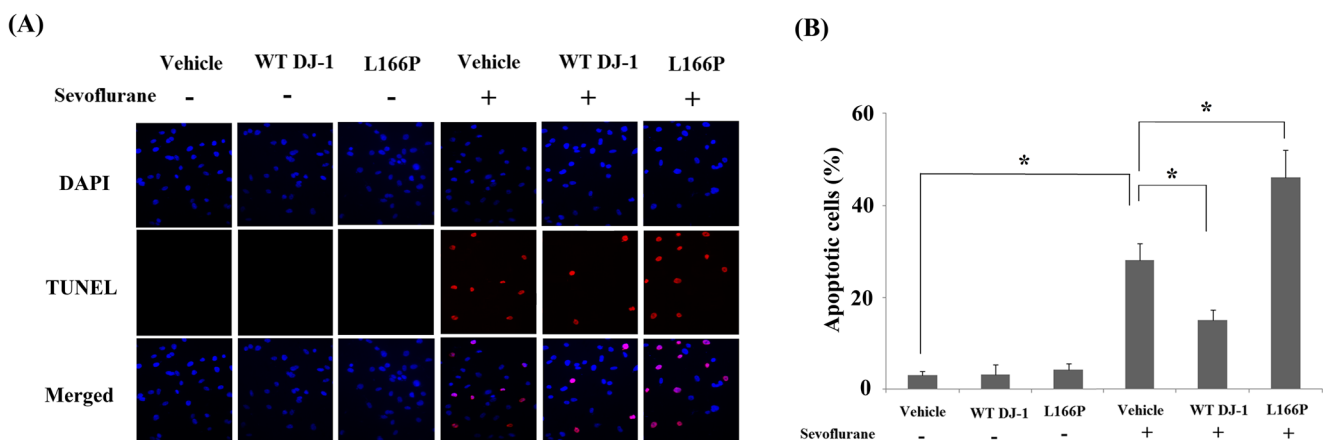 (A)
Vehicle WT DJ-1 L166P Vehicle WT DJ-1 L166P
Sevoflurane - - - + + +
DAPI
TUNEL
Merged
(B)
Apoptotic cells (%)
60
40
20
0
* * *
Vehicle WT DJ-1 L166P Vehicle WT DJ-1 L166P
Sevoflurane - - - + + +